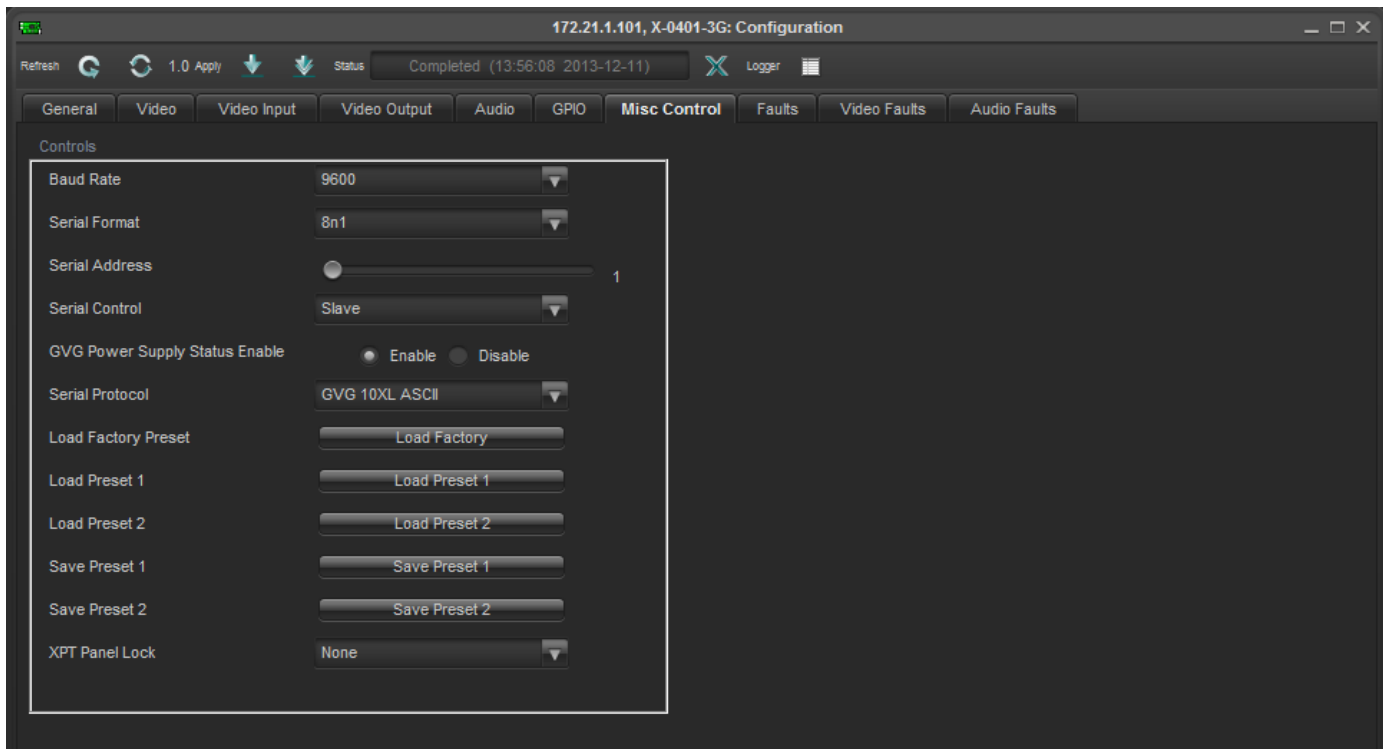 172.21.1.101, X-0401-3G: Configuration
Refresh 1.0 Apply Status Completed (13:56:08 2013-12-11) Logger
General Video Video Input Video Output Audio GPIO Misc Control Faults Video Faults Audio Faults
Controls
Baud Rate 9600
Serial Format 8n1
Serial Address 1
Serial Control Slave
GVG Power Supply Status Enable Enable Disable
Serial Protocol GVG 10XL ASCII
Load Factory Preset Load Factory
Load Preset 1 Load Preset 1
Load Preset 2 Load Preset 2
Save Preset 1 Save Preset 1
Save Preset 2 Save Preset 2
XPT Panel Lock None